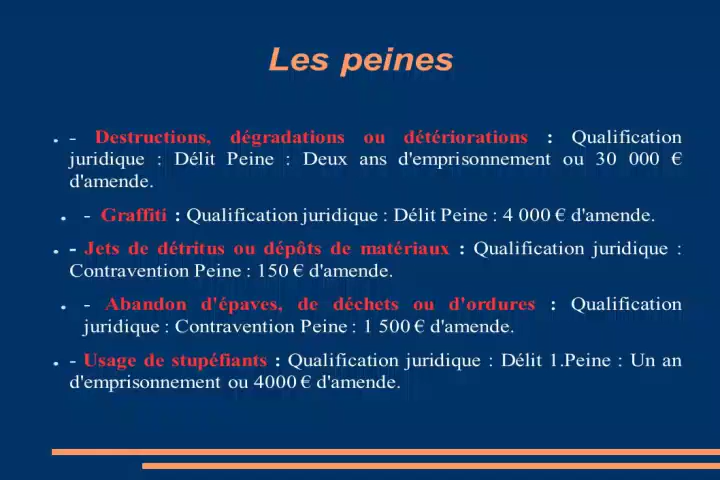 Les peines
- Destructions, dégradations ou détériorations : Qualification
juridique : Délit Peine : Deux ans d'emprisonnement ou 30 000 €
d'amende.
- Graffiti : Qualification juridique : Délit Peine : 4 000 € d'amende.
- Jets de détritus ou dépôts de matériaux : Qualification juridique :
Contravention Peine : 150 € d'amende.
- Abandon d'épaves, de déchets ou d'ordures : Qualification
juridique : Contravention Peine : 1 500 € d'amende.
- Usage de stupéfiants : Qualification juridique : Délit 1.Peine : Un an
d'emprisonnement ou 4000 € d'amende.